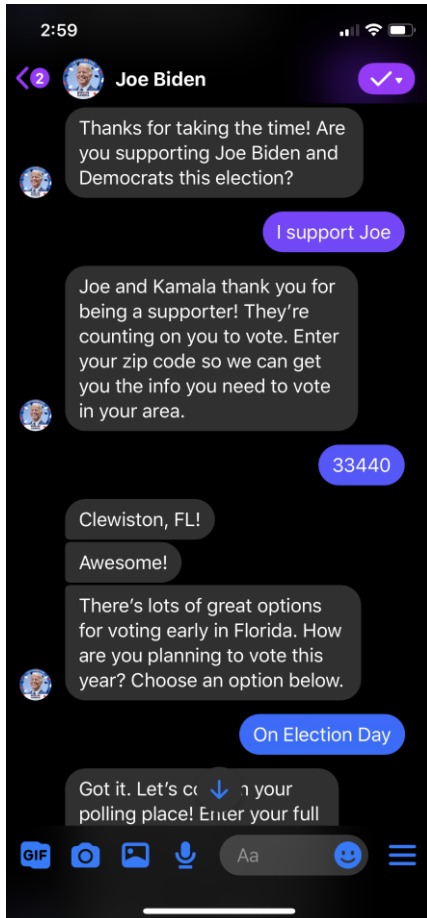 2:59
2
Joe Biden
Thanks for taking the time! Are
you supporting Joe Biden and
Democrats this election?
I support Joe
Joe and Kamala thank you for
being a supporter! They’re
counting on you to vote. Enter
your zip code so we can get
you the info you need to vote
in your area.
33440
Clewiston, FL!
Awesome!
There’s lots of great options
for voting early in Florida. How
are you planning to vote this
year? Choose an option below.
On Election Day
Got it. Let’s your
polling place! Enter your full
GIF
Aa